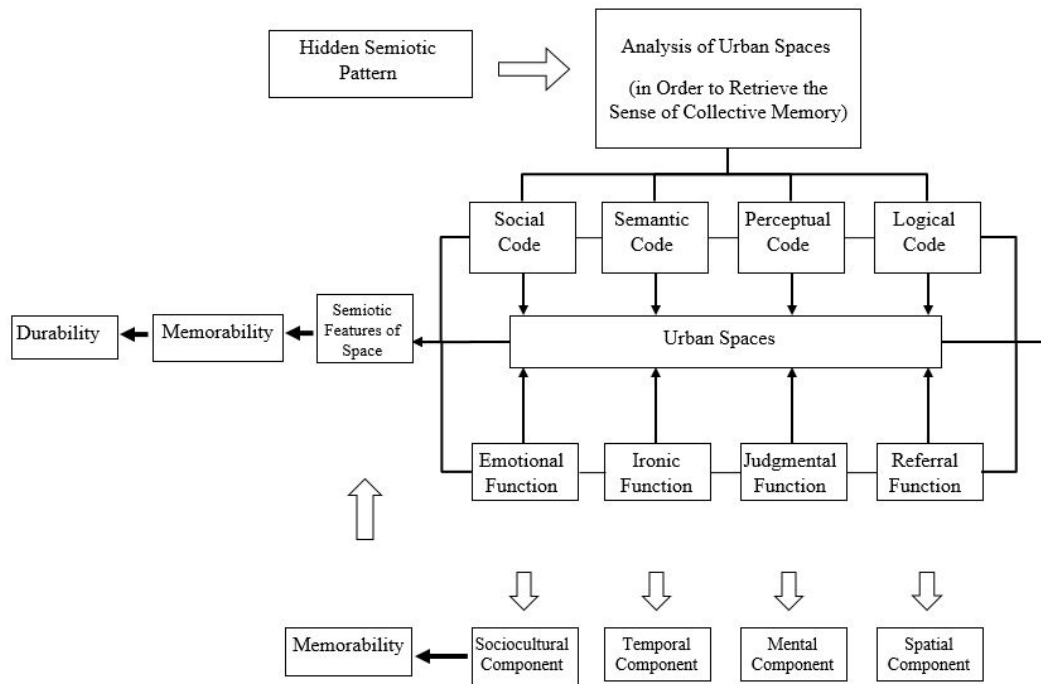 Hidden Semiotic
Pattern
Analysis of Urban Spaces
(in Order to Retrieve the
Sense of Collective Memory)
Social
Code
Semantic
Code
Perceptual
Code
Logical
Code
Durability
Memorability
Semiotic
Features of
Space
Urban Spaces
Emotional
Function
Ironic
Function
Judgmental
Function
Referral
Function
Memorability
Sociocultural
Component
Temporal
Component
Mental
Component
Spatial
Component